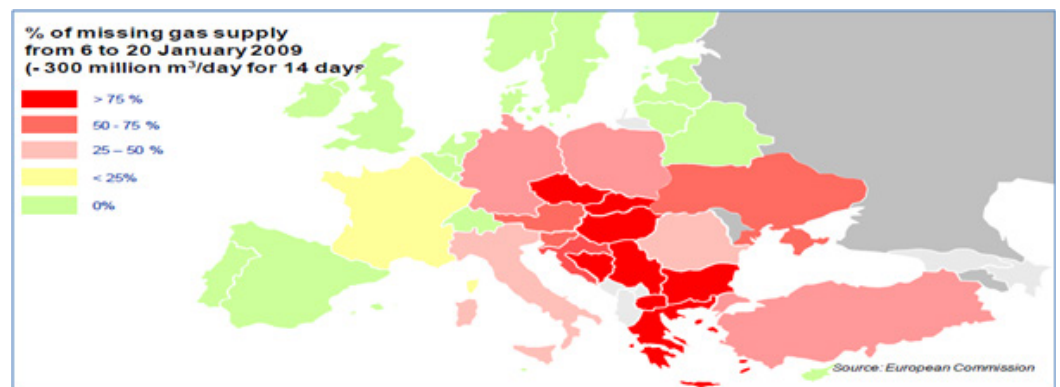 % of missing gas supply
from 6 to 20 January 2009
(- 300 million m³/day for 14 days
> 75 %
50 - 75 %
25 – 50 %
< 25%
0%
Source: European Commission